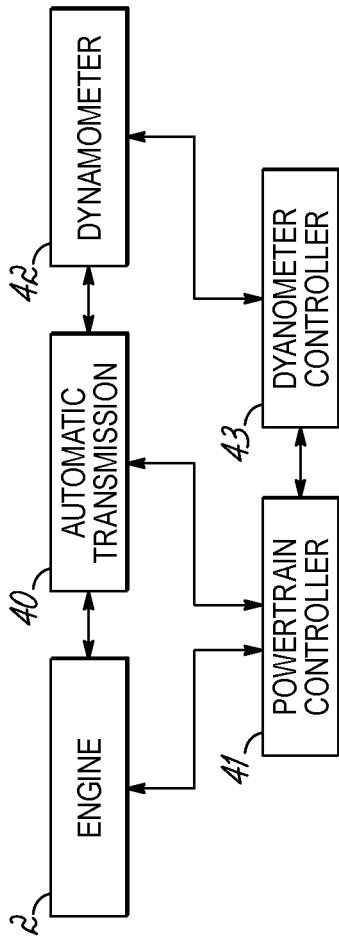 2
ENGINE
40
AUTOMATIC
TRANSMISSION
42
DYNAMOMETER
41
POWERTRAIN
CONTROLLER
43
DYANOMETER
CONTROLLER